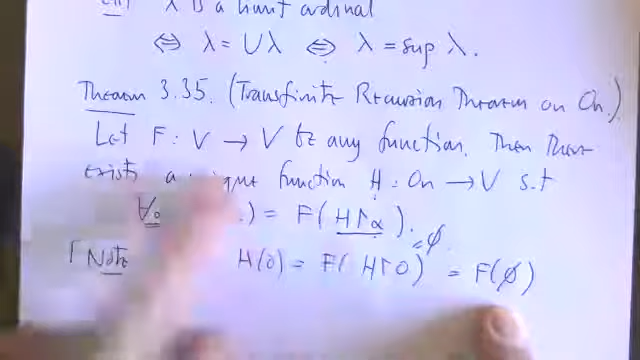 λ is a limit ordinal
⇔ λ = ∪λ ⇔ λ = sup λ.
Theorem 3.35. (Transfinite Recursion Theorem on On.)
Let F : V → V be any function. Then there
exists a function H : On → V s.t
) = F(H↾α).
= ∅
Note H(0) = F(H↾0) = F(∅)